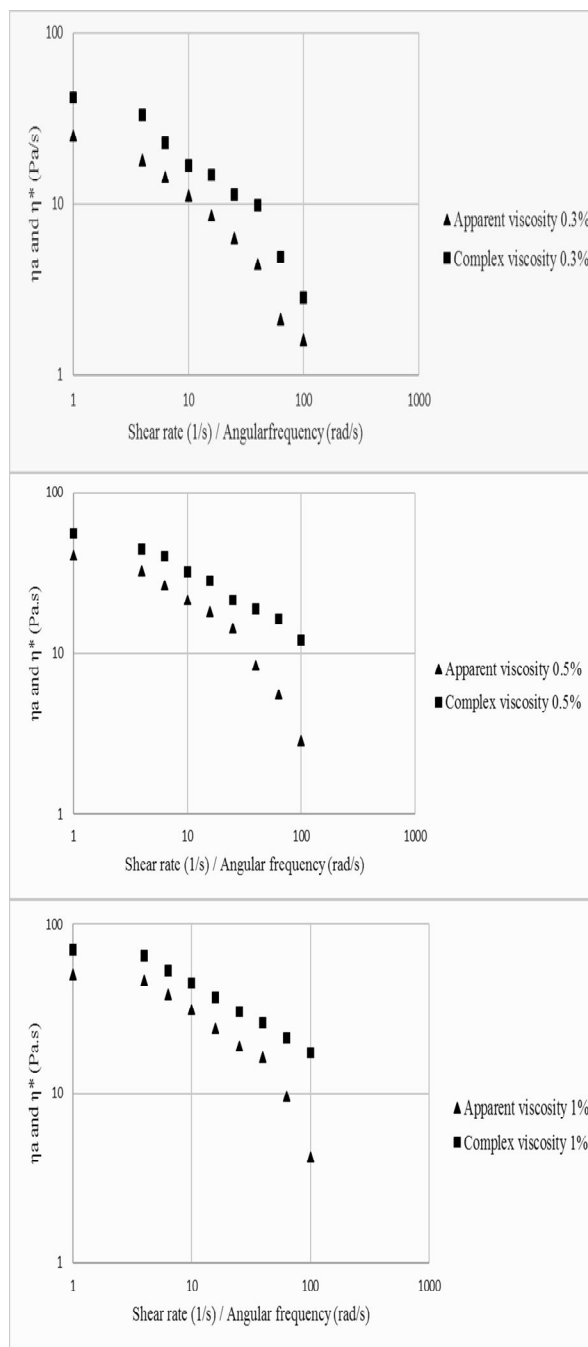 100
10
1
ηa and η* (Pa/s)
1 10 100 1000
Shear rate (1/s) / Angularfrequency (rad/s)
▲ Apparent viscosity 0.3%
■ Complex viscosity 0.3%
100
10
1
ηa and η* (Pa.s)
1 10 100 1000
Shear rate (1/s) / Angular frequency (rad/s)
▲ Apparent viscosity 0.5%
■ Complex viscosity 0.5%
100
10
1
ηa and η* (Pa.s)
1 10 100 1000
Shear rate (1/s) / Angular frequency (rad/s)
▲ Apparent viscosity 1%
■ Complex viscosity 1%